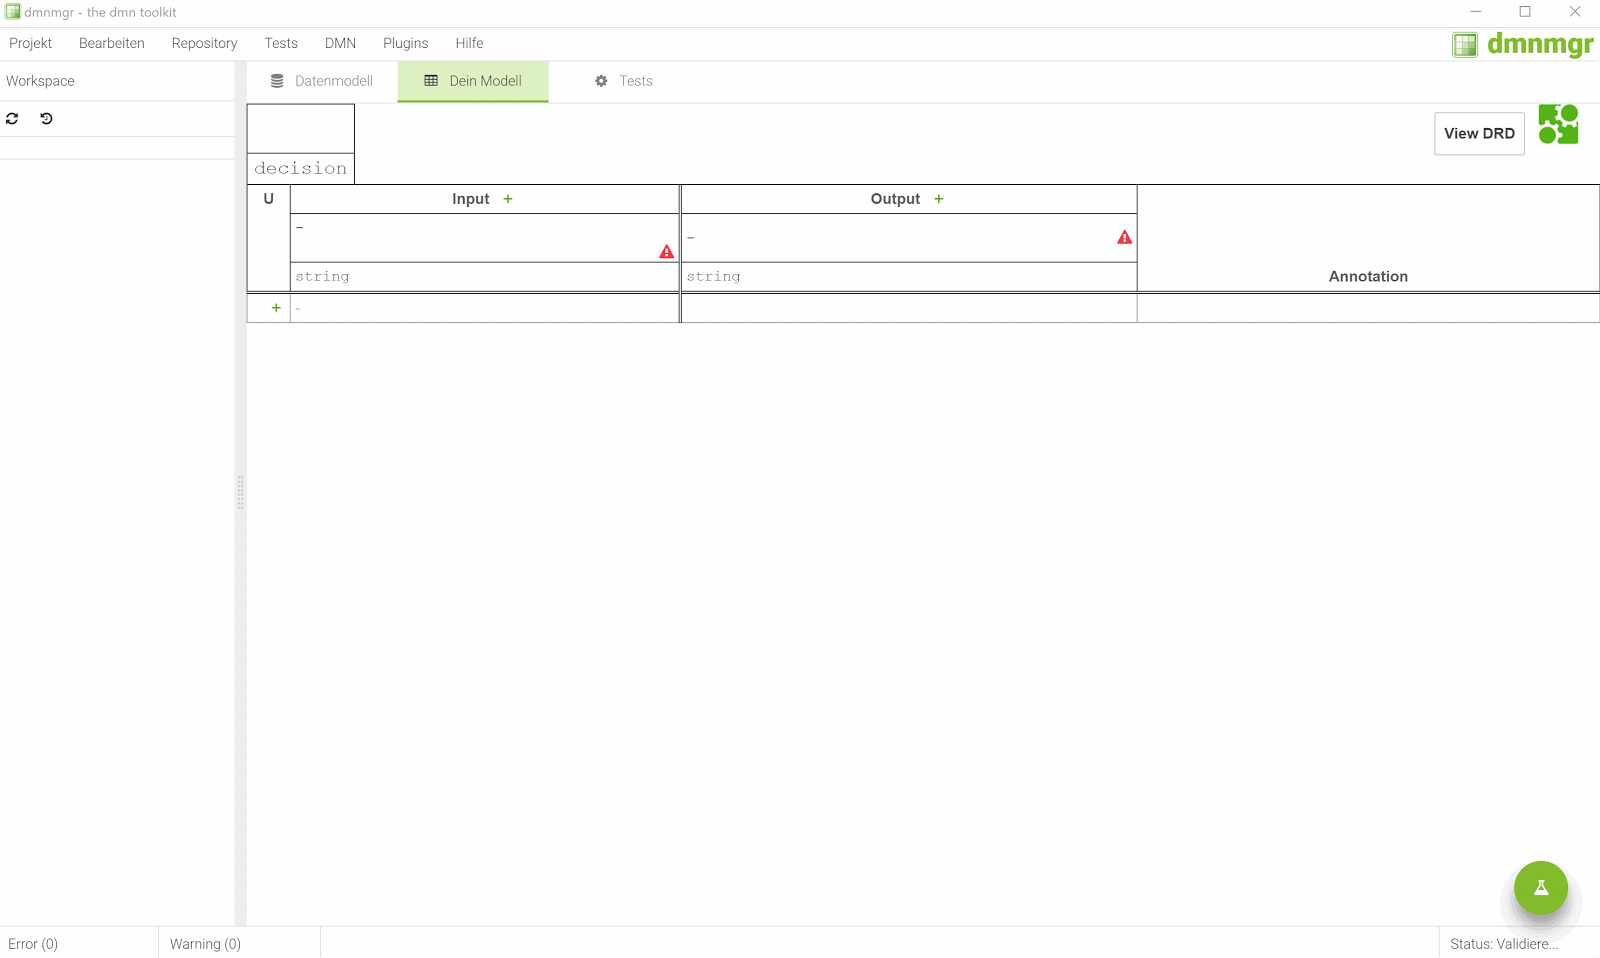 dmnmgr - the dmn toolkit
Projekt Bearbeiten Repository Tests DMN Plugins Hilfe
dmnmgr
Workspace
Datenmodell Dein Modell Tests
View DRD
decision
U Input + Output +
- -
string string Annotation
+ -
Error (0) Warning (0) Status: Validiere...